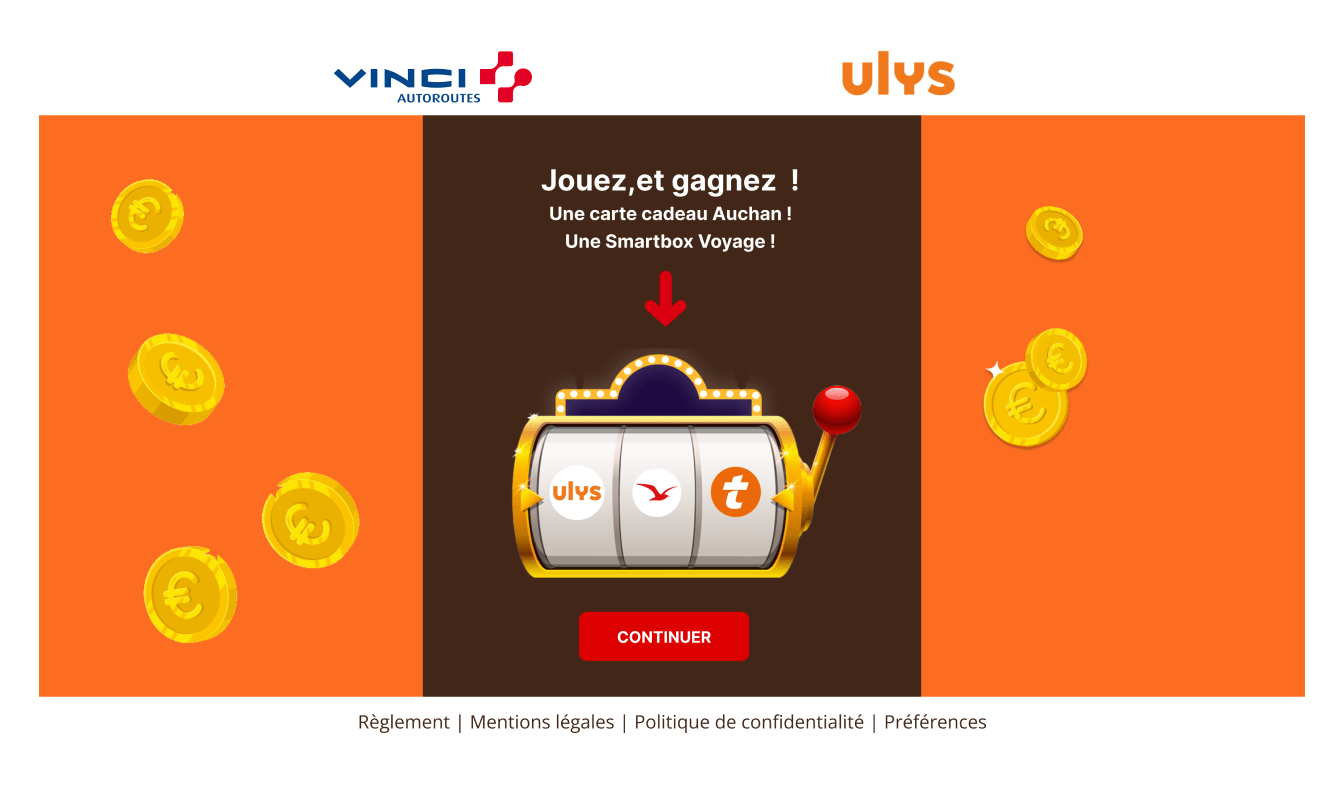 VINCI
AUTOROUTES
ulys
Jouez,et gagnez !
Une carte cadeau Auchan !
Une Smartbox Voyage !
ulys
t
CONTINUER
Règlement | Mentions légales | Politique de confidentialité | Préférences